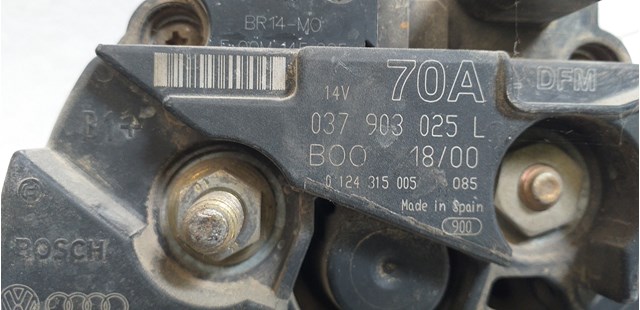 BR14-M0
14V 70A DFM
037 903 025 L
B14+
BOO 18/00
0 124 315 005 085
Made in Spain
900
BOSCH